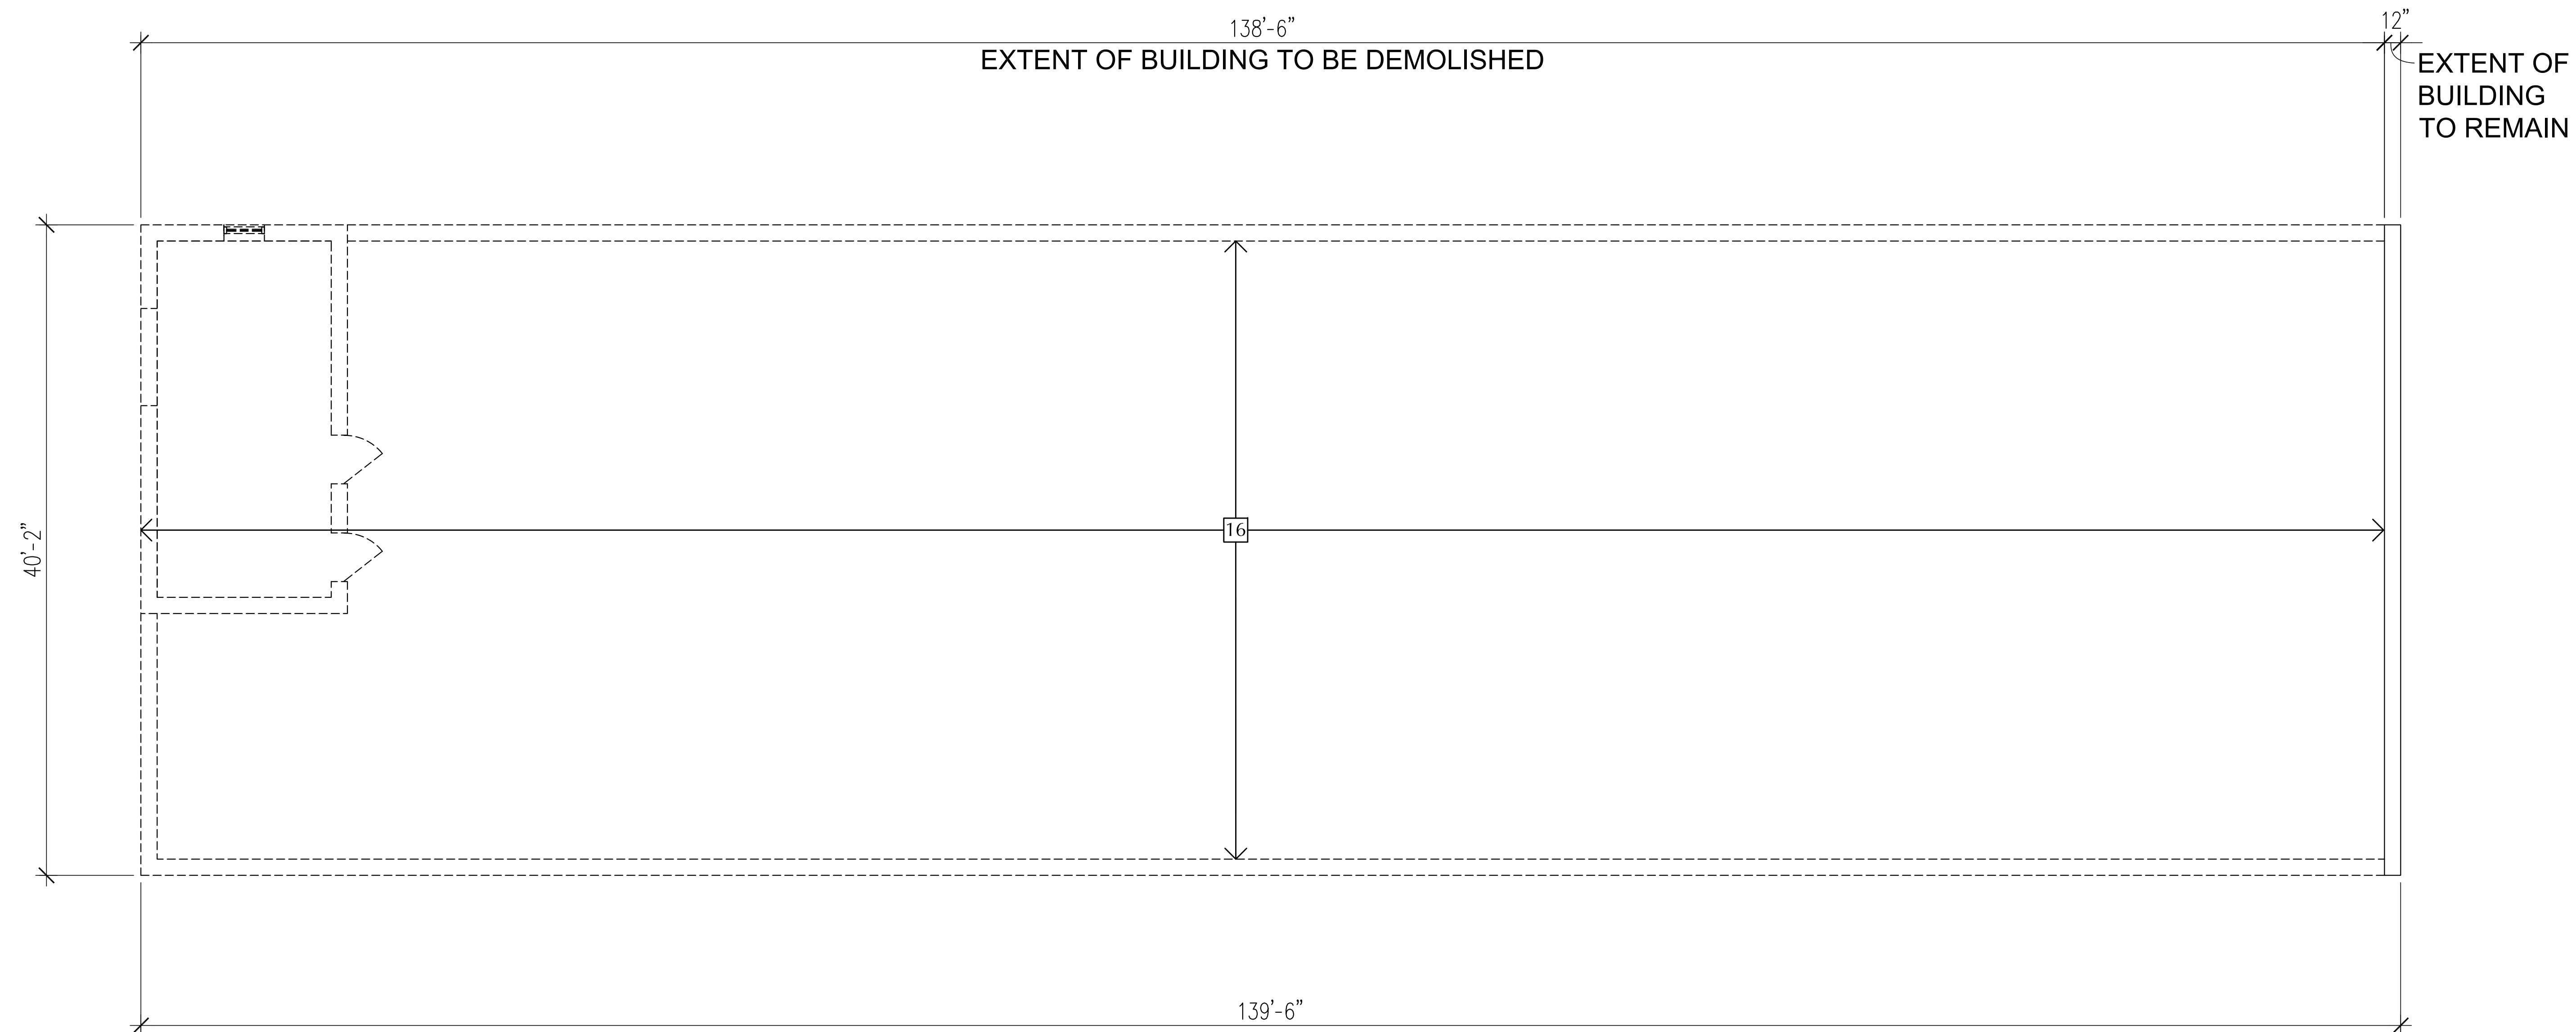 138’-6”
12”
EXTENT OF BUILDING TO BE DEMOLISHED
EXTENT OF
BUILDING
TO REMAIN
40’-2”
16
139’-6”